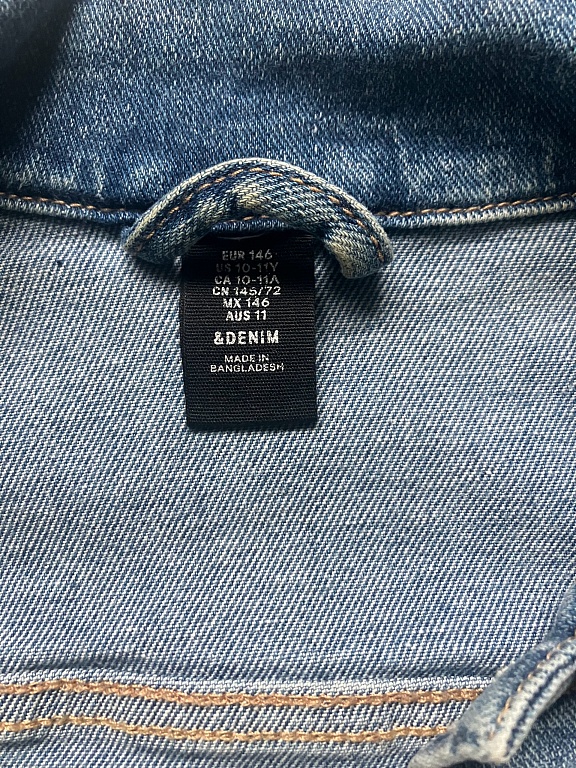 EUR 146
US 10-11Y
CA 10-11A
CN 145/72
MX 146
AUS 11
&DENIM
MADE IN
BANGLADESH